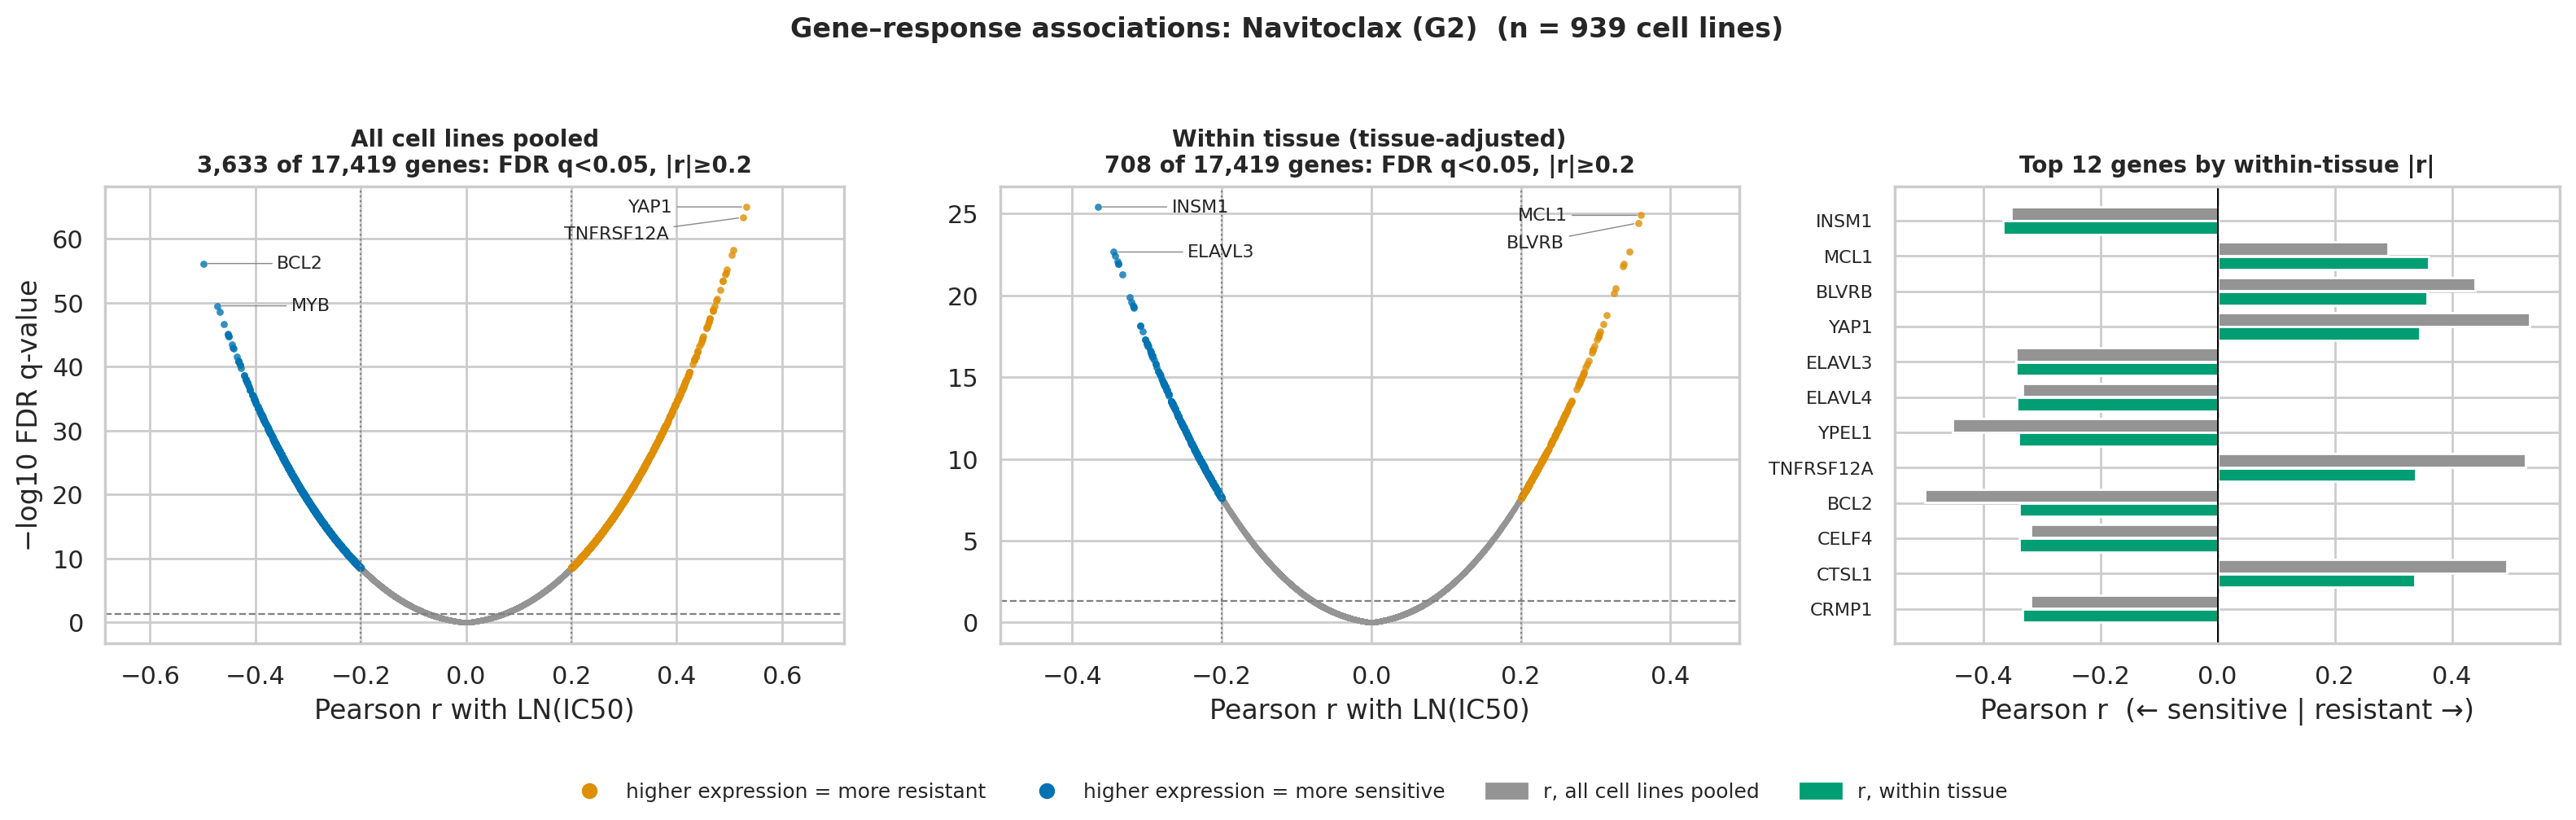 Gene–response associations: Navitoclax (G2)  (n = 939 cell lines)
All cell lines pooled
3,633 of 17,419 genes: FDR q<0.05, |r|≥0.2
−log10 FDR q-value
60
50
40
30
20
10
0
YAP1
TNFRSF12A
BCL2
MYB
−0.6 −0.4 −0.2 0.0 0.2 0.4 0.6
Pearson r with LN(IC50)
Within tissue (tissue-adjusted)
708 of 17,419 genes: FDR q<0.05, |r|≥0.2
25
20
15
10
5
0
INSM1
MCL1
BLVRB
ELAVL3
−0.4 −0.2 0.0 0.2 0.4
Pearson r with LN(IC50)
Top 12 genes by within-tissue |r|
INSM1
MCL1
BLVRB
YAP1
ELAVL3
ELAVL4
YPEL1
TNFRSF12A
BCL2
CELF4
CTSL1
CRMP1
−0.4 −0.2 0.0 0.2 0.4
Pearson r  (← sensitive | resistant →)
higher expression = more resistant
higher expression = more sensitive
r, all cell lines pooled
r, within tissue